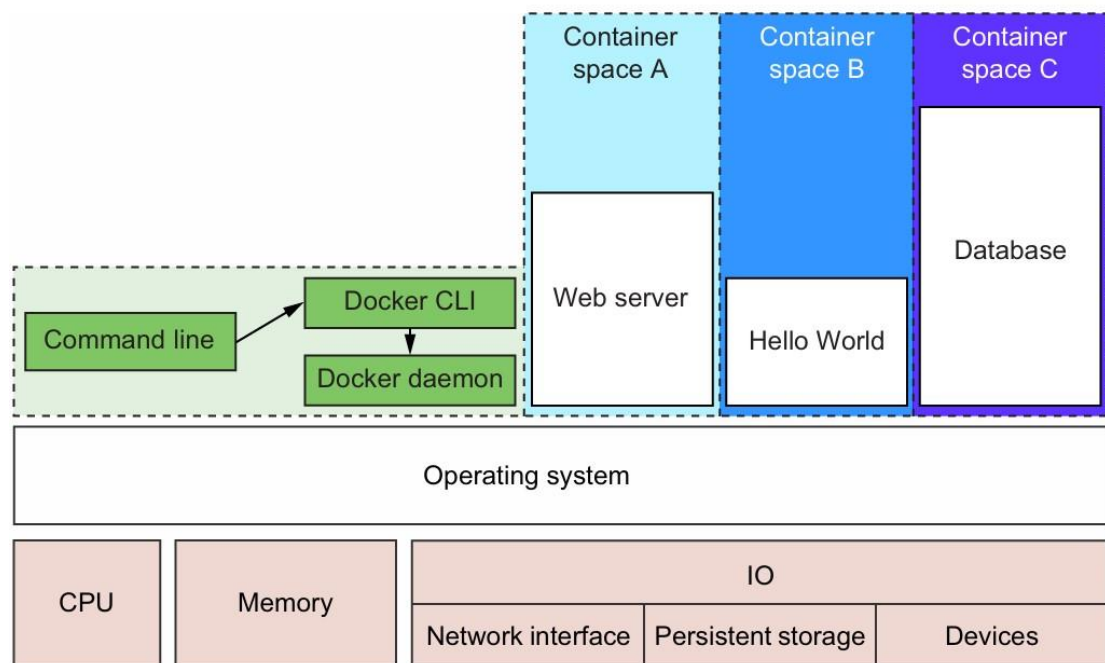 Container
space A
Container
space B
Container
space C
Database
Web server
Docker CLI
Command line
Hello World
Docker daemon
Operating system
CPU
Memory
IO
Network interface
Persistent storage
Devices